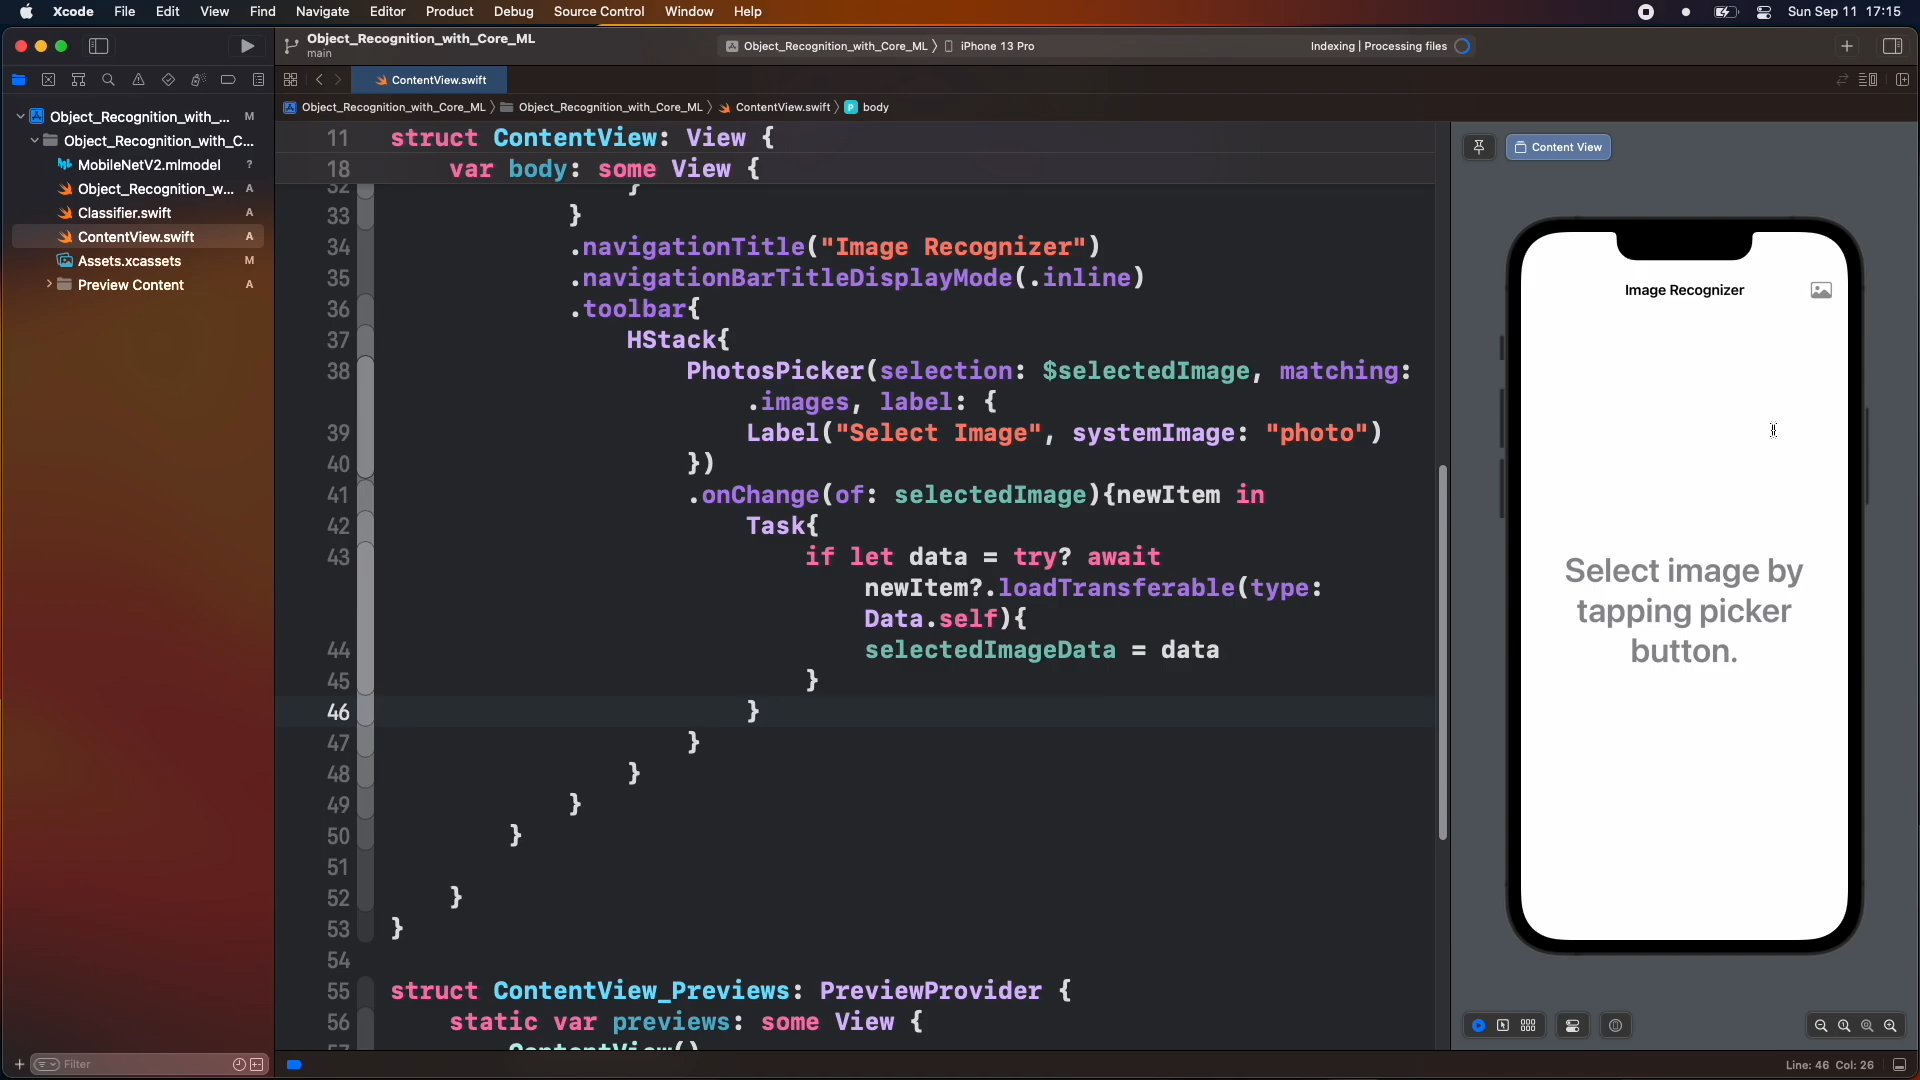 Xcode File Edit View Find Navigate Editor Product Debug Source Control Window Help
Sun Sep 11 17:15
Object_Recognition_with_Core_ML
main
Object_Recognition_with_Core_ML iPhone 13 Pro
Indexing | Processing files
ContentView.swift
Object_Recognition_with_Core_ML Object_Recognition_with_Core_ML ContentView.swift P body
Object_Recognition_with_... M
Object_Recognition_with_C...
MobileNetV2.mlmodel ?
Object_Recognition_w... A
Classifier.swift A
ContentView.swift A
Assets.xcassets M
Preview Content A
Filter
11 struct ContentView: View {
18 var body: some View {
32 }
33 }
34 .navigationTitle("Image Recognizer")
35 .navigationBarTitleDisplayMode(.inline)
36 .toolbar{
37 HStack{
38 PhotosPicker(selection: $selectedImage, matching:
.images, label: {
39 Label("Select Image", systemImage: "photo")
40 })
41 .onChange(of: selectedImage){newItem in
42 Task{
43 if let data = try? await
newItem?.loadTransferable(type:
Data.self){
44 selectedImageData = data
45 }
46 }
47 }
48 }
49 }
50 }
51
52 }
53 }
54
55 struct ContentView_Previews: PreviewProvider {
56 static var previews: some View {
57 ContentView()
Content View
Image Recognizer
Select image by
tapping picker
button.
Line: 46 Col: 26